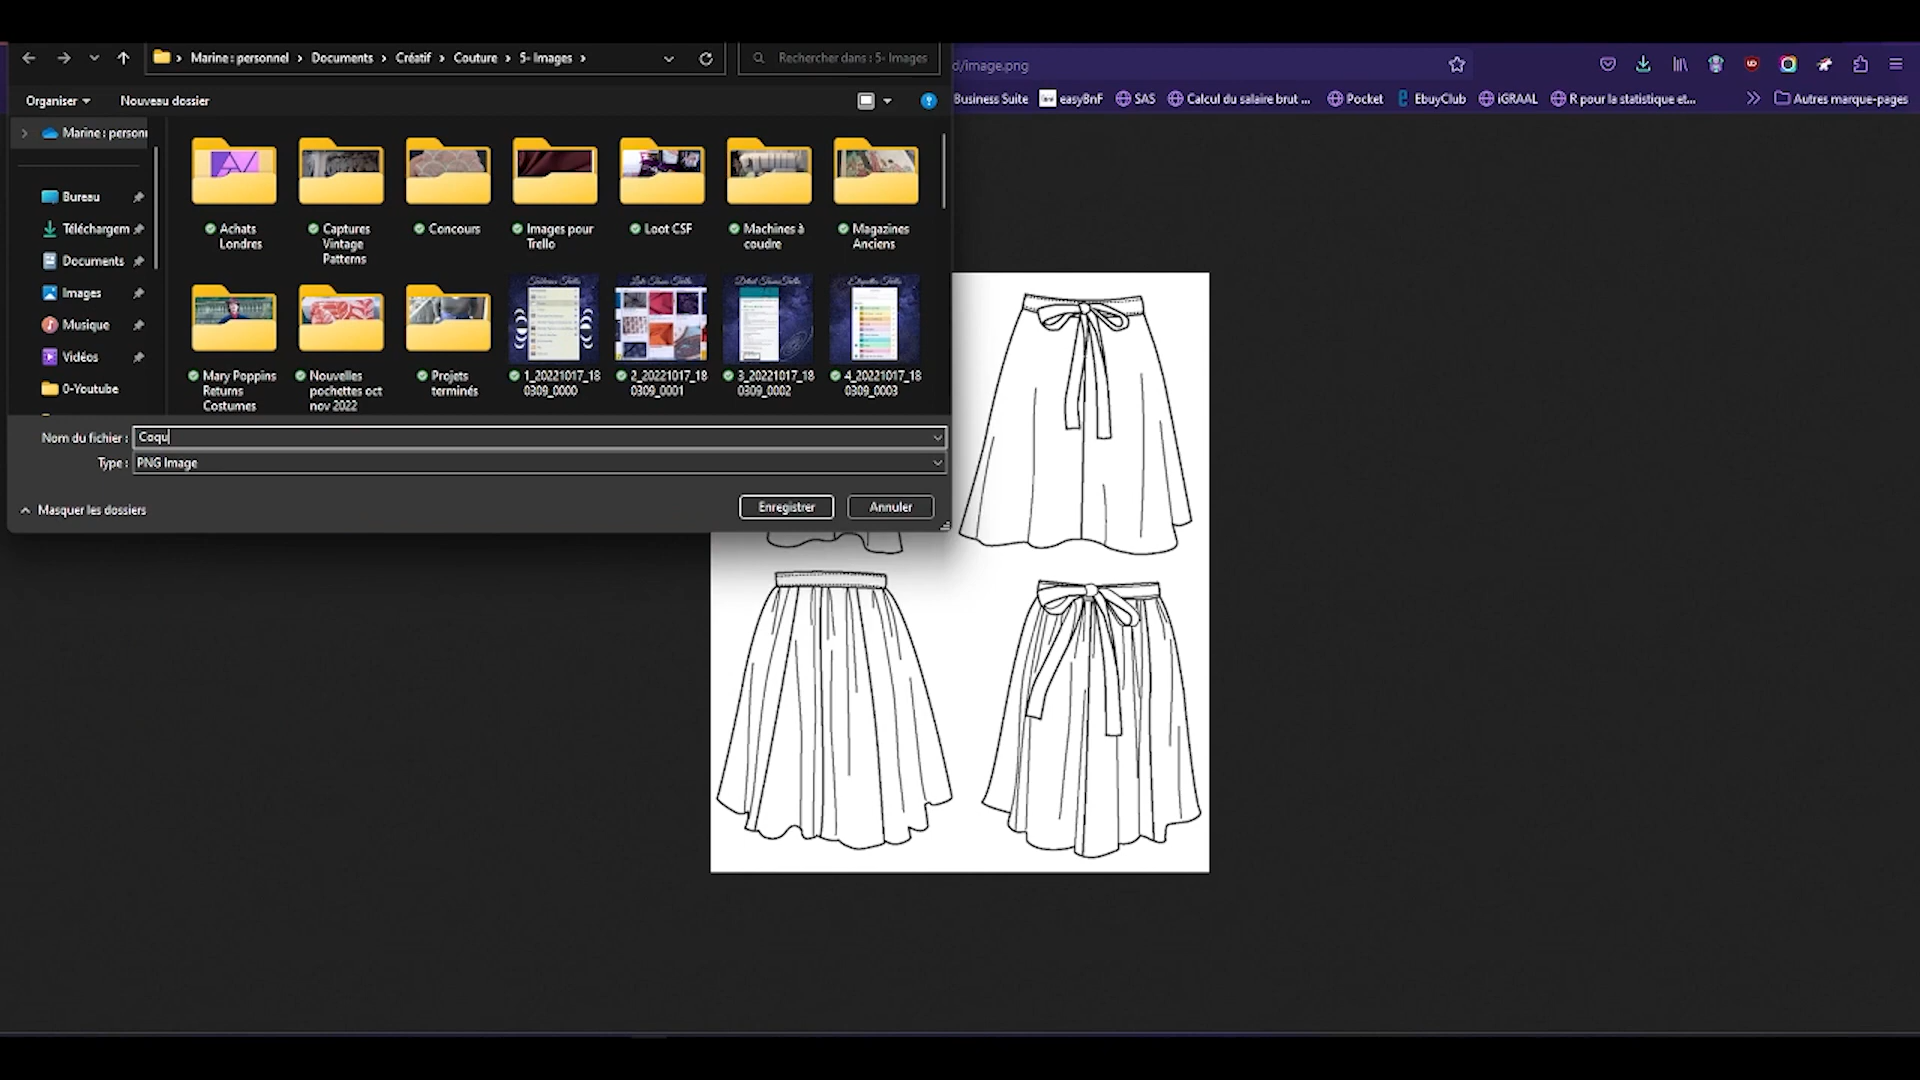 Marine : personnel > Documents > Créatif > Couture > 5- Images >
Rechercher dans : 5- Images
d/image.png
Organiser
Nouveau dossier
Business Suite
easyBnF
SAS
Calcul du salaire brut ...
Pocket
EbuyClub
iGRAAL
R pour la statistique et...
Autres marque-pages
Marine : personn
Bureau
Téléchargem
Documents
Images
Musique
Vidéos
0-Youtube
Achats
Londres
Captures
Vintage
Patterns
Concours
Images pour
Trello
Loot CSF
Machines à
coudre
Magazines
Anciens
Mary Poppins
Returns
Costumes
Nouvelles
pochettes oct
nov 2022
Projets
terminés
1_20221017_18
0309_0000
2_20221017_18
0309_0001
3_20221017_18
0309_0002
4_20221017_18
0309_0003
Nom du fichier :
Coqu
Type :
PNG Image
Masquer les dossiers
Enregistrer
Annuler